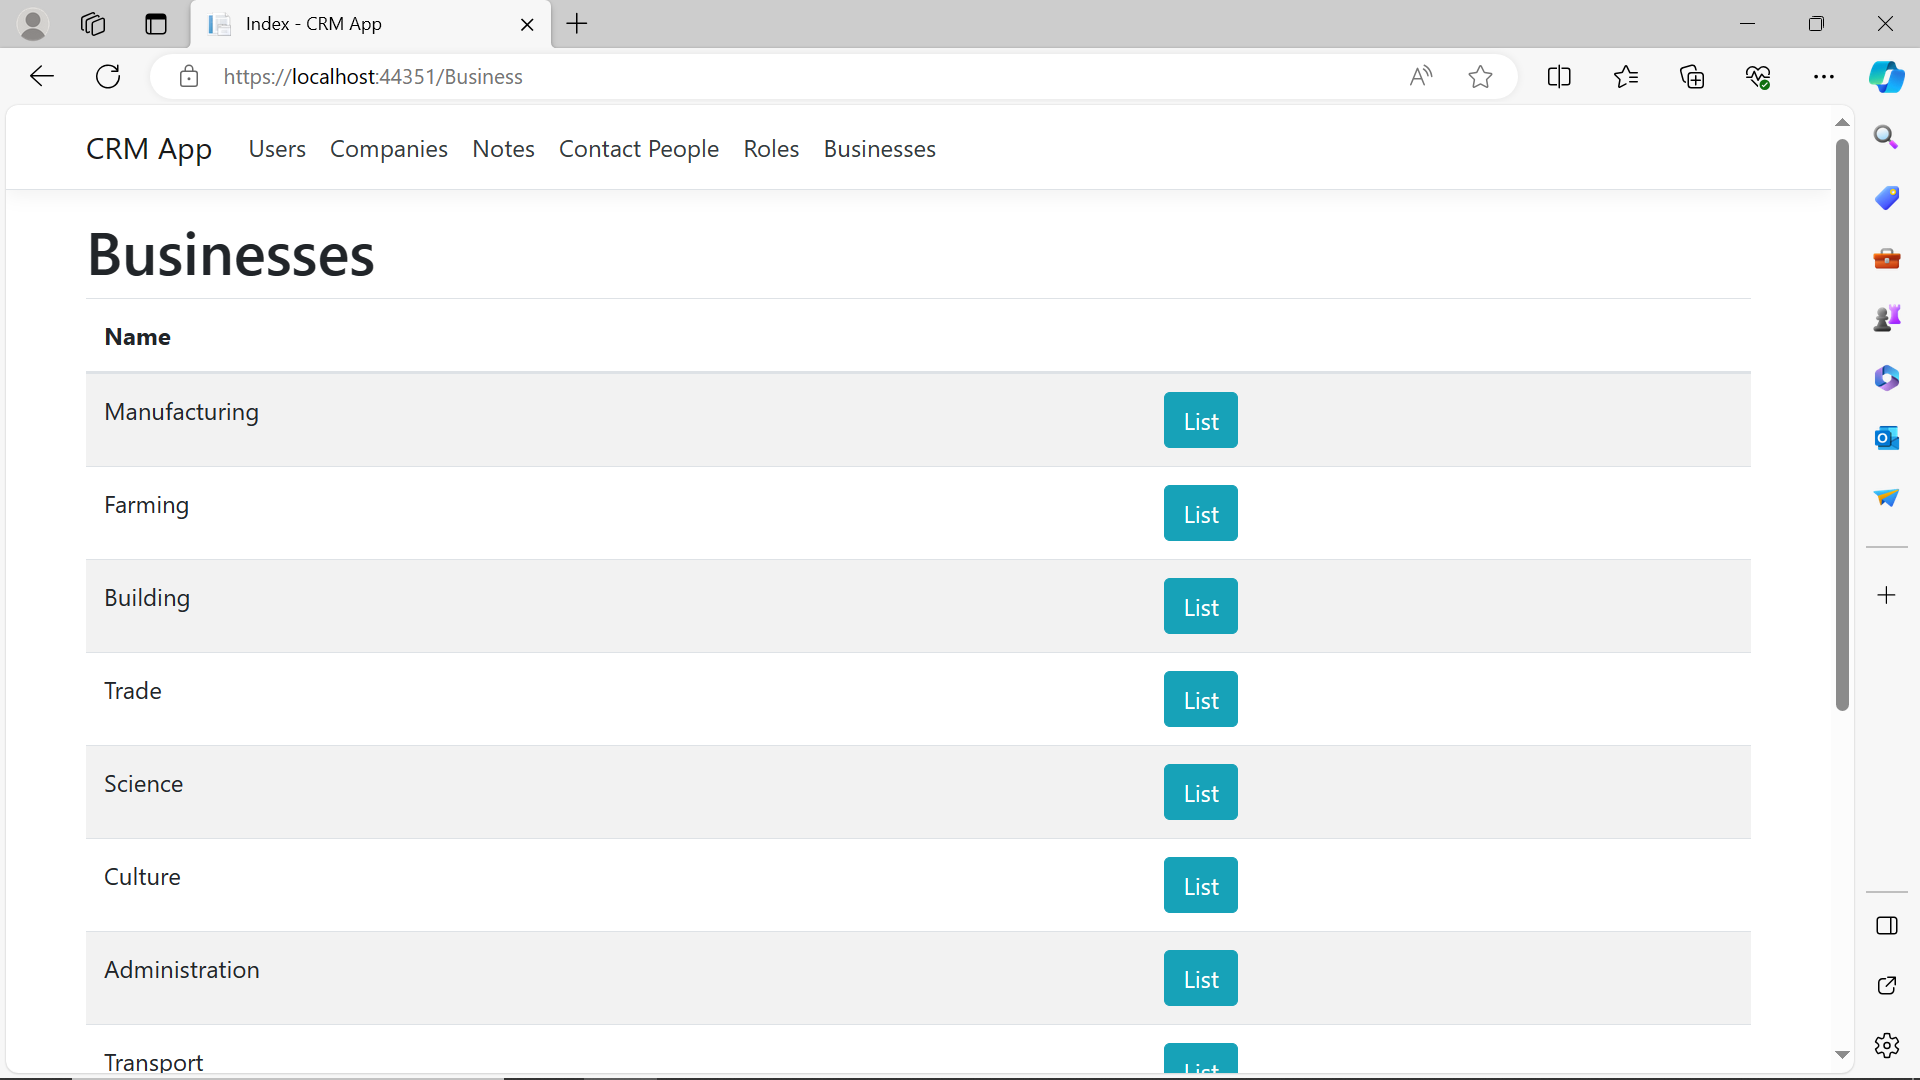 Index - CRM App
https://localhost:44351/Business
CRM App Users Companies Notes Contact People Roles Businesses
Businesses
Name
Manufacturing List
Farming List
Building List
Trade List
Science List
Culture List
Administration List
Transport List